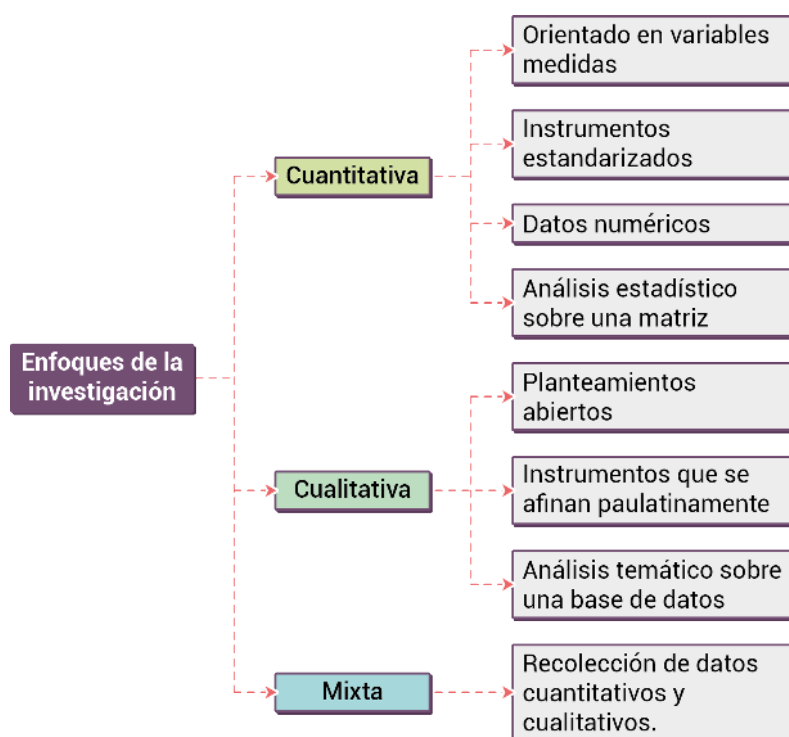 Enfoques de la
investigación
Cuantitativa
Orientado en variables
medidas
Instrumentos
estandarizados
Datos numéricos
Análisis estadístico
sobre una matriz
Cualitativa
Planteamientos
abiertos
Instrumentos que se
afinan paulatinamente
Análisis temático sobre
una base de datos
Mixta
Recolección de datos
cuantitativos y
cualitativos.